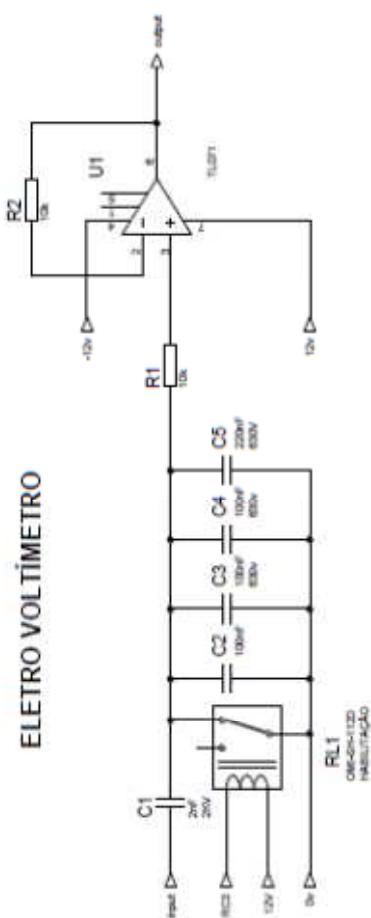 ELETRO VOLTÍMETRO
input
C1
2nF
2KV
12V
0v
RL1
HABILITAÇÃO
C2
100nF
C3
100nF
630v
C4
100nF
630v
C5
220nF
630V
R1
10k
-12v
12v
R2
10k
U1
2
3
6
7
TL071
output